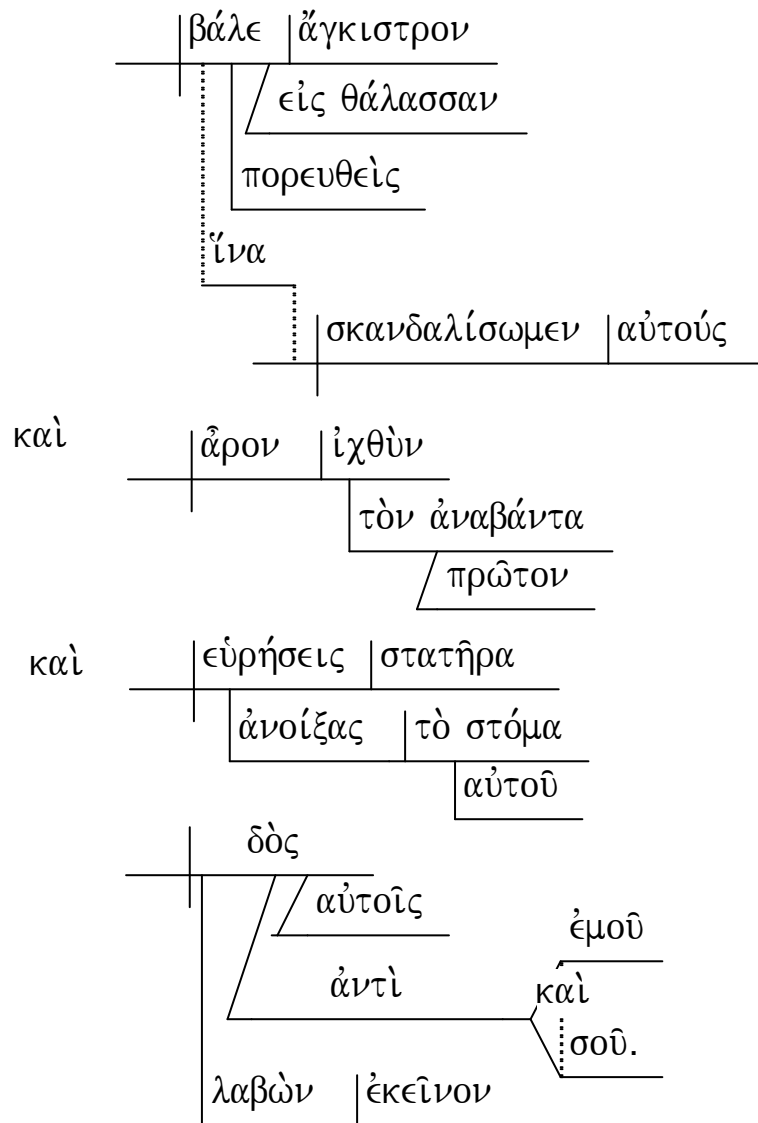 βάλε ἄγκιστρον
εἰς θάλασσαν
πορευθεὶς
ἵνα
σκανδαλίσωμεν αὐτούς
καὶ ἆρον ἰχθὺν
τὸν ἀναβάντα
πρῶτον
καὶ εὑρήσεις στατῆρα
ἀνοίξας τὸ στόμα
αὐτοῦ
δὸς
αὐτοῖς
ἐμοῦ
ἀντὶ καὶ
σοῦ.
λαβὼν ἐκεῖνον